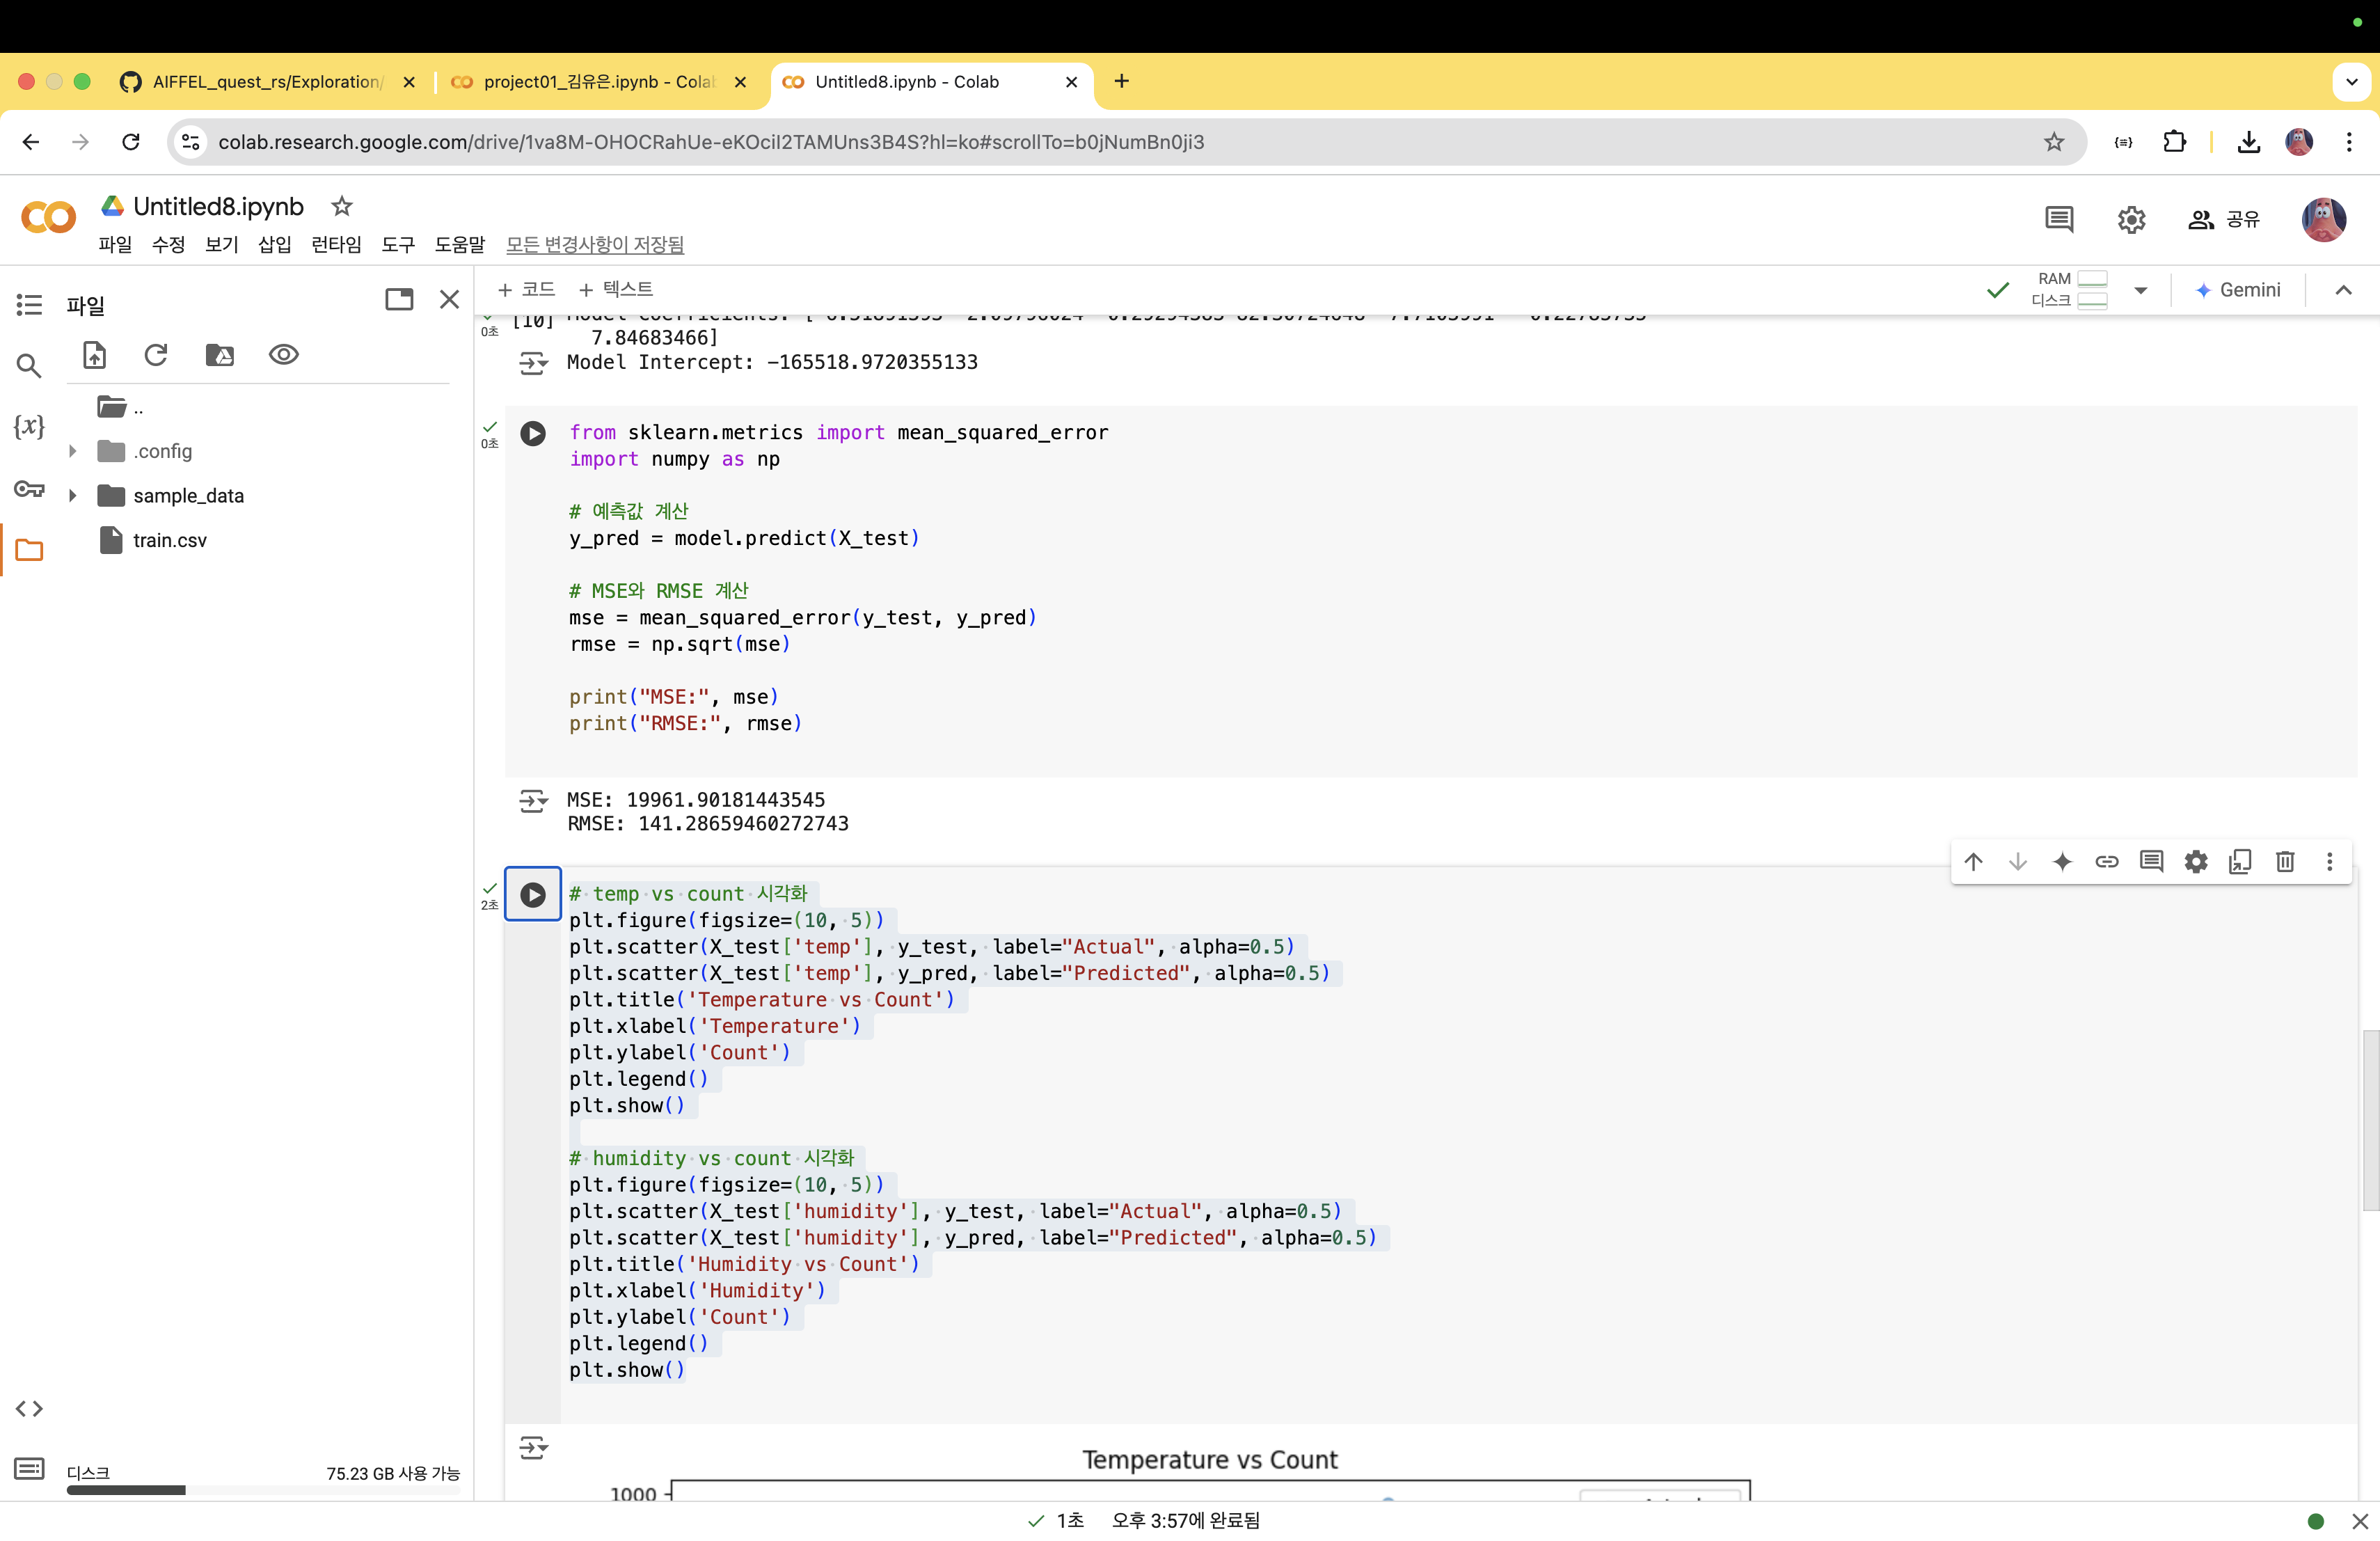 AIFFEL_quest_rs/Exploration/
project01_김유은.ipynb - Colab
Untitled8.ipynb - Colab
colab.research.google.com/drive/1va8M-OHOCRahUe-eKOciI2TAMUns3B4S?hl=ko#scrollTo=b0jNumBn0ji3
Untitled8.ipynb
파일 수정 보기 삽입 런타임 도구 도움말 모든 변경사항이 저장됨
공유
파일
+ 코드 + 텍스트
RAM
디스크
Gemini
..
.config
sample_data
train.csv
디스크
75.23 GB 사용 가능
0초
[10]
7.84683466]
Model Intercept: -165518.9720355133
0초
from sklearn.metrics import mean_squared_error
import numpy as np
# 예측값 계산
y_pred = model.predict(X_test)
# MSE와 RMSE 계산
mse = mean_squared_error(y_test, y_pred)
rmse = np.sqrt(mse)
print("MSE:", mse)
print("RMSE:", rmse)
MSE: 19961.90181443545
RMSE: 141.28659460272743
2초
# temp vs count 시각화
plt.figure(figsize=(10, 5))
plt.scatter(X_test['temp'], y_test, label="Actual", alpha=0.5)
plt.scatter(X_test['temp'], y_pred, label="Predicted", alpha=0.5)
plt.title('Temperature vs Count')
plt.xlabel('Temperature')
plt.ylabel('Count')
plt.legend()
plt.show()
# humidity vs count 시각화
plt.figure(figsize=(10, 5))
plt.scatter(X_test['humidity'], y_test, label="Actual", alpha=0.5)
plt.scatter(X_test['humidity'], y_pred, label="Predicted", alpha=0.5)
plt.title('Humidity vs Count')
plt.xlabel('Humidity')
plt.ylabel('Count')
plt.legend()
plt.show()
Temperature vs Count
1000
1초 오후 3:57에 완료됨